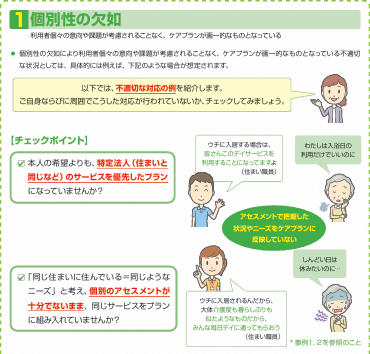 1 個別性の欠如
利用者個々の意向や課題が考慮されることなく、ケアプランが画一的なものとなっている
● 個別性の欠如により利用者個々の意向や課題が考慮されることなく、ケアプランが画一的なものとなっている不適切
な状況としては、具体的には例えば、下記のような場合が想定されます。
以下では、不適切な対応の例を紹介します。
ご自身ならびに周囲でこうした対応が行われていないか、チェックしてみましょう。
【チェックポイント】
本人の希望よりも、特定法人（住まいと
同じなど）のサービスを優先したプラン
になっていませんか？
ウチに入居する場合は、
皆さんこのデイサービスを
利用することになってますよ
（住まい職員）
わたしは入浴日の
利用だけでいいのに
アセスメントで把握した
状況やニーズをケアプランに
反映していない
「同じ住まいに住んでいる＝同じような
ニーズ」と考え、個別のアセスメントが
十分でないまま、同じサービスをプラン
に組み入れていませんか？
ウチに入居されるんだから、
大体介護度も暮らしぶりも
似たようなものだから、
みんな毎日デイに通ってもらおう
（住まい職員）
しんどい日は
休みたいのに…
＊事例1、2を参照のこと